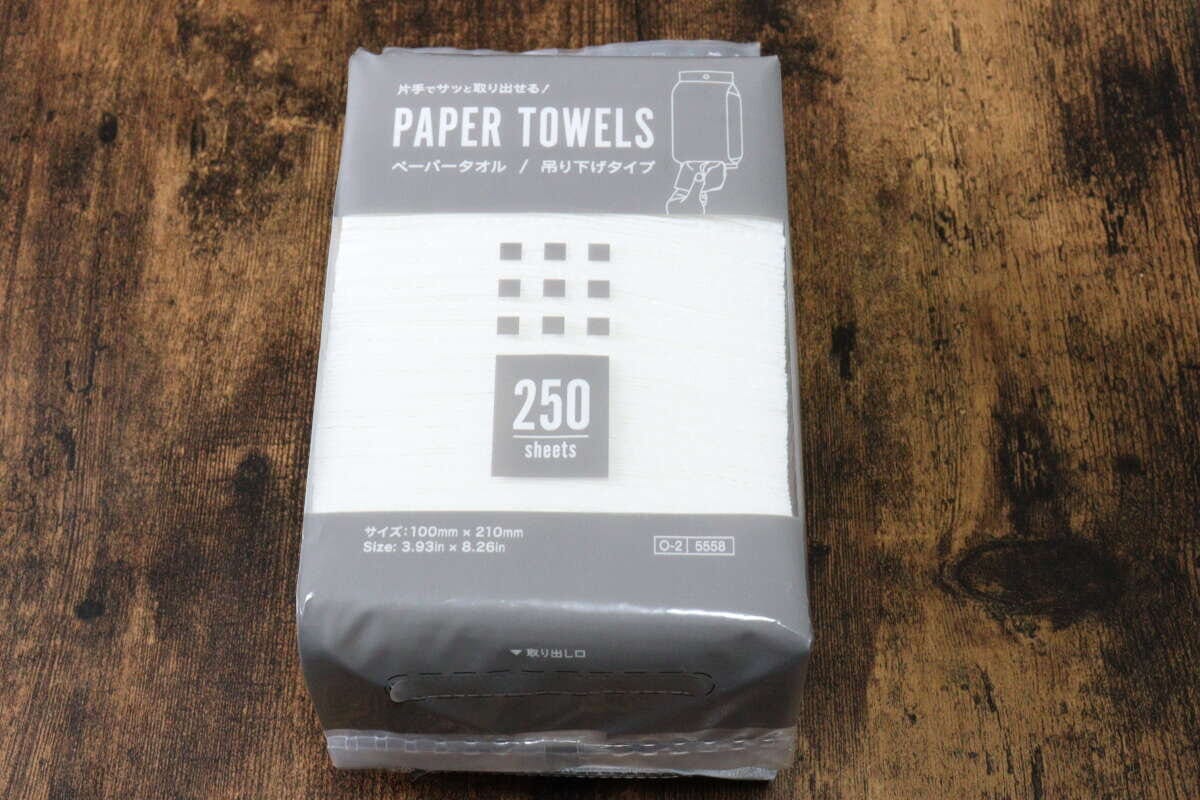 片手でサッと取り出せる!
PAPER TOWELS
ペーパータオル / 吊り下げタイプ
250
sheets
サイズ:100mm × 210mm
Size: 3.93in × 8.26in
O-2 5558
▼取り出し口